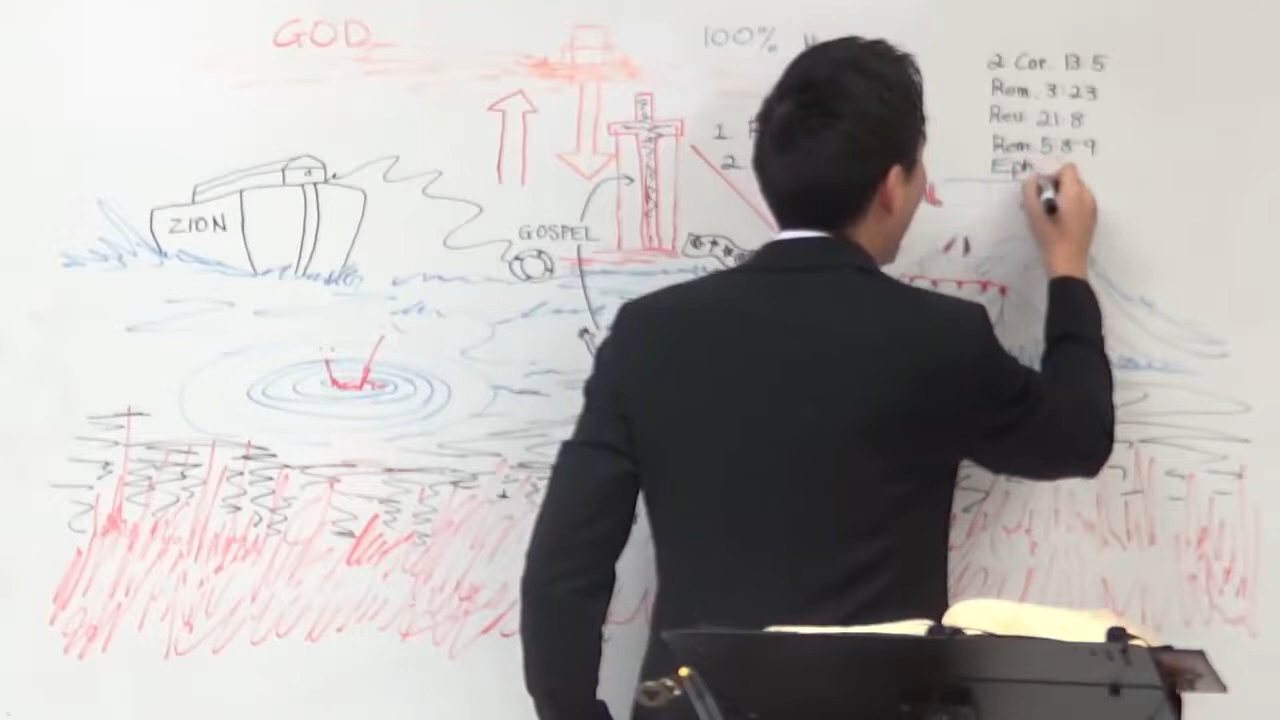 GOD
100%
2 Cor. 13:5
Rom. 3:23
Rev. 21:8
Rom 5:8-9
Eph
ZION
GOSPEL
1.
2